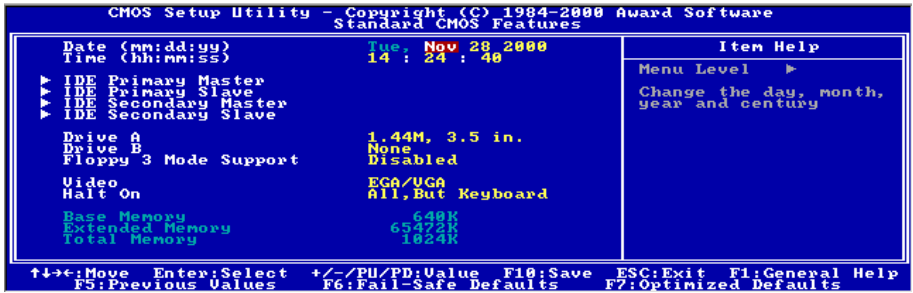 CMOS Setup Utility - Copyright (C) 1984-2000 Award Software
Standard CMOS Features
Date (mm:dd:yy) Tue, Nov 28 2000
Time (hh:mm:ss) 14 : 24 : 40
► IDE Primary Master
► IDE Primary Slave
► IDE Secondary Master
► IDE Secondary Slave
Drive A 1.44M, 3.5 in.
Drive B None
Floppy 3 Mode Support Disabled
Video EGA/VGA
Halt On All,But Keyboard
Base Memory 640K
Extended Memory 65472K
Total Memory 1024K
Item Help
Menu Level ►
Change the day, month,
year and century
↑↓→←:Move Enter:Select +/-/PU/PD:Value F10:Save ESC:Exit F1:General Help
F5:Previous Values F6:Fail-Safe Defaults F7:Optimized Defaults